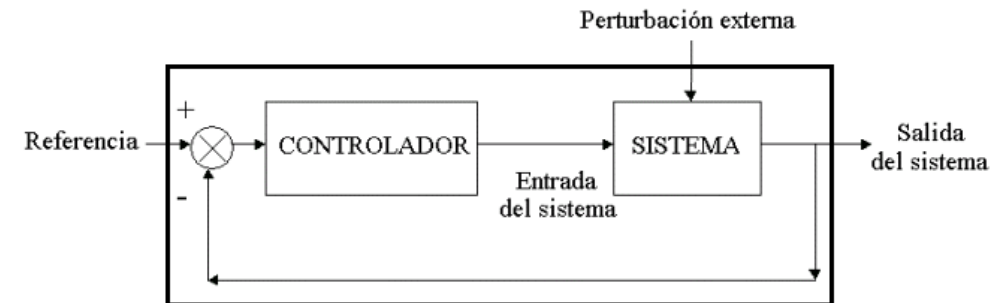 Perturbación externa
+
Referencia
CONTROLADOR
SISTEMA
Salida
del sistema
Entrada
del sistema
-